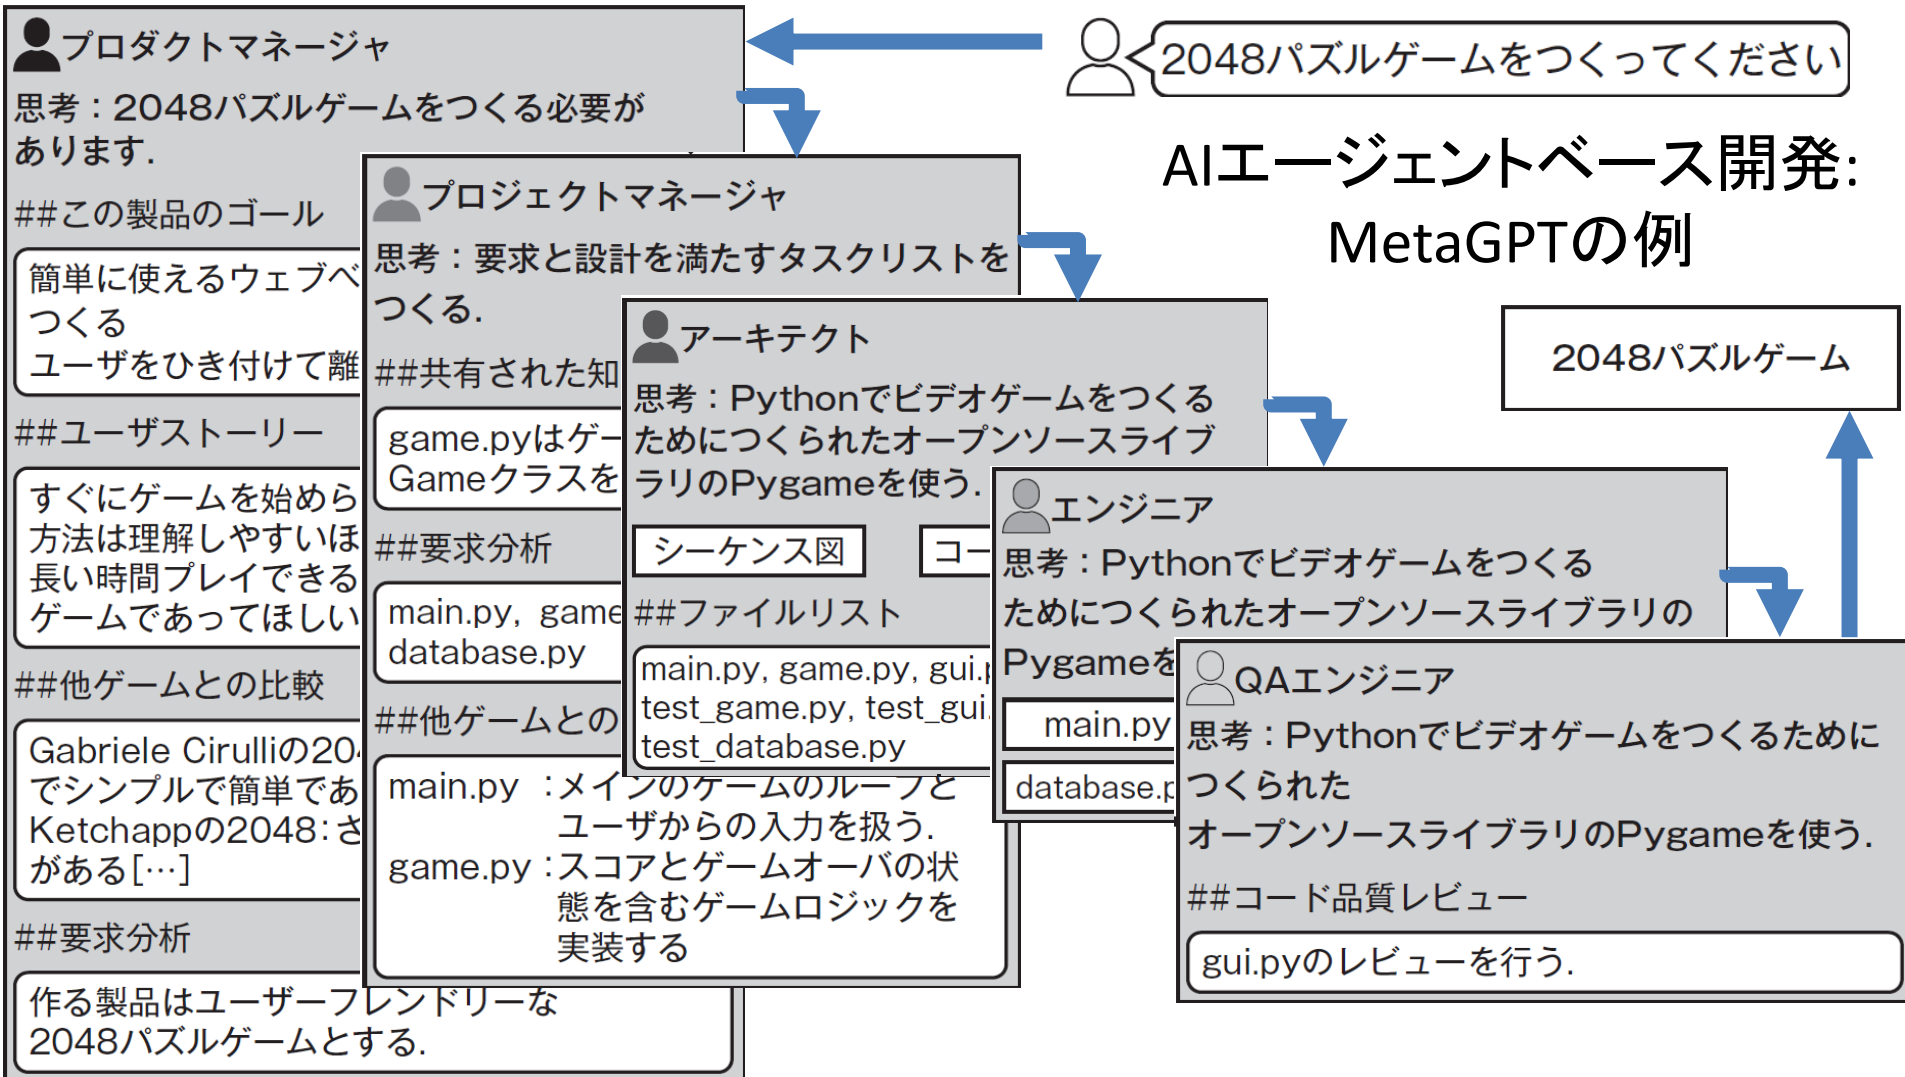 プロダクトマネージャ
思考：2048パズルゲームをつくる必要が
あります.
##この製品のゴール
簡単に使えるウェブベ
つくる
ユーザをひき付けて離
##ユーザストーリー
すぐにゲームを始めら
方法は理解しやすいほ
長い時間プレイできる
ゲームであってほしい
##他ゲームとの比較
Gabriele Cirulliの204
でシンプルで簡単であ
Ketchappの2048：さ
がある[…]
##要求分析
作る製品はユーザーフレンドリーな
2048パズルゲームとする.
プロジェクトマネージャ
思考：要求と設計を満たすタスクリストを
つくる.
##共有された知
game.pyはゲー
Gameクラスを
##要求分析
main.py, game
database.py
##他ゲームとの
main.py ：メインのゲームのループと
ユーザからの入力を扱う.
game.py：スコアとゲームオーバの状
態を含むゲームロジックを
実装する
アーキテクト
思考：Pythonでビデオゲームをつくる
ためにつくられたオープンソースライブ
ラリのPygameを使う.
シーケンス図
コー
##ファイルリスト
main.py, game.py, gui.p
test_game.py, test_gui.
test_database.py
エンジニア
思考：Pythonでビデオゲームをつくる
ためにつくられたオープンソースライブラリの
Pygameを
main.py
database.p
QAエンジニア
思考：Pythonでビデオゲームをつくるために
つくられた
オープンソースライブラリのPygameを使う.
##コード品質レビュー
gui.pyのレビューを行う.
2048パズルゲームをつくってください
AIエージェントベース開発:
MetaGPTの例
2048パズルゲーム